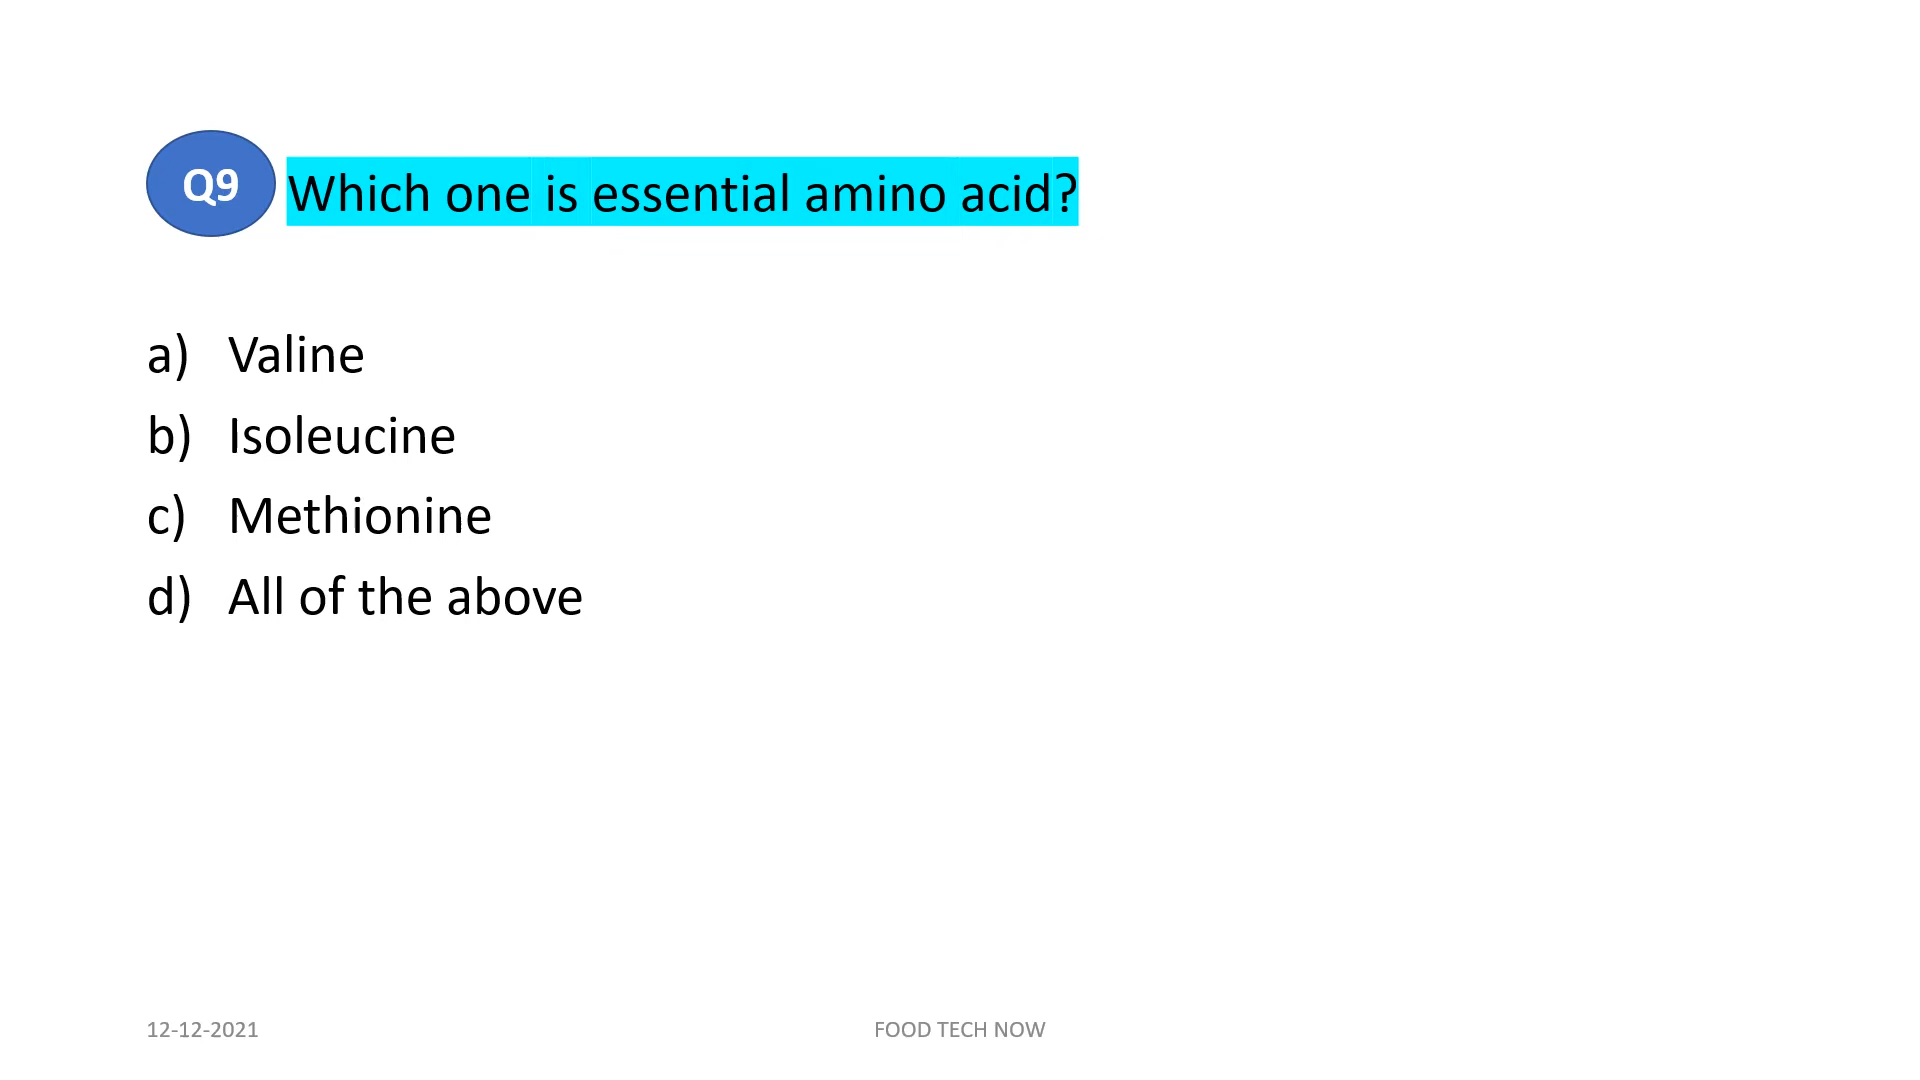 Q9 Which one is essential amino acid?
a) Valine
b) Isoleucine
c) Methionine
d) All of the above
12-12-2021 FOOD TECH NOW